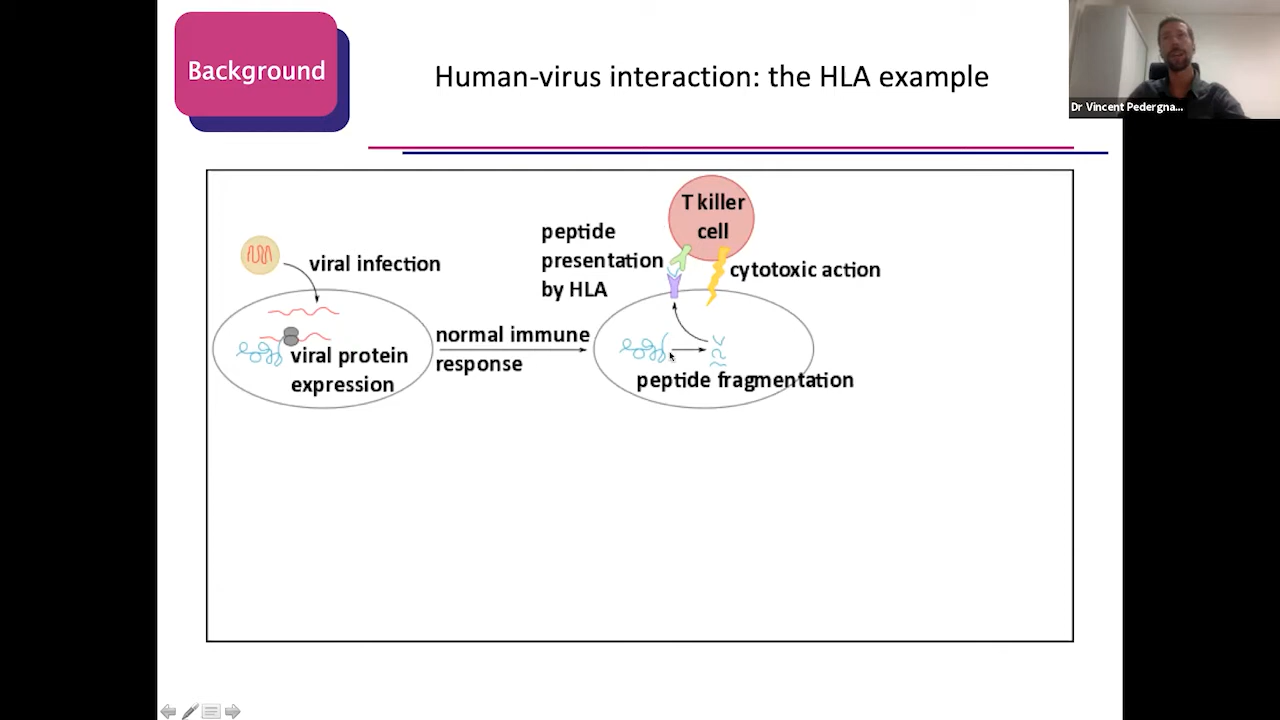 Background
Human-virus interaction: the HLA example
Dr Vincent Pedergna...
T killer
cell
peptide
presentation
by HLA
cytotoxic action
viral infection
viral protein
expression
normal immune
response
peptide fragmentation